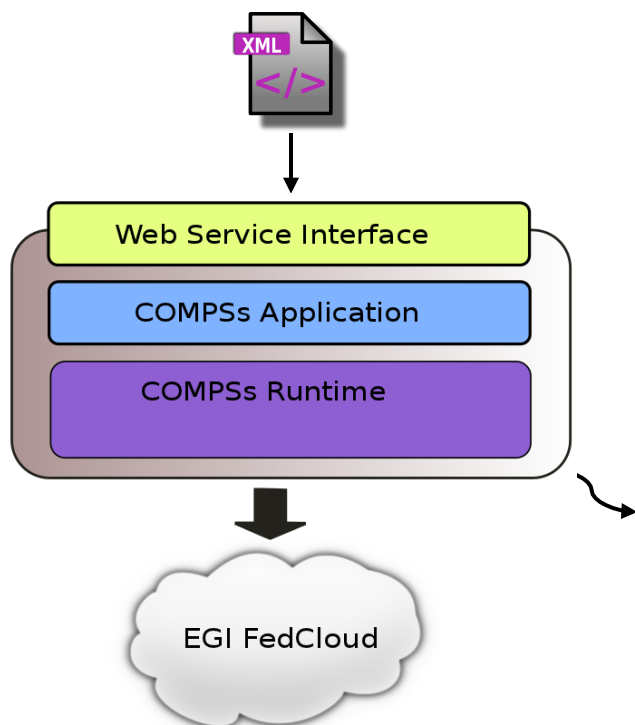 XML
</>
Web Service Interface
COMPSs Application
COMPSs Runtime
EGI FedCloud